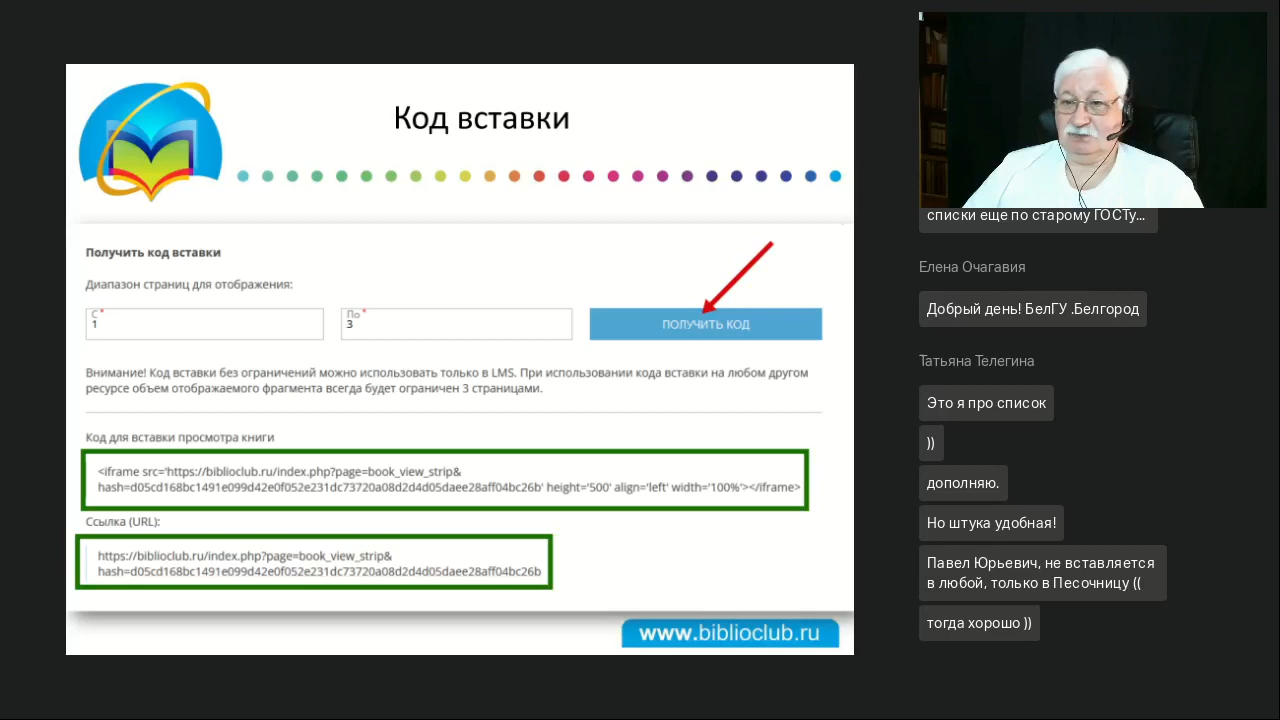 Код вставки
Получить код вставки
Диапазон страниц для отображения:
С *
1
По *
3
ПОЛУЧИТЬ КОД
Внимание! Код вставки без ограничений можно использовать только в LMS. При использовании кода вставки на любом другом
ресурсе объем отображаемого фрагмента всегда будет ограничен 3 страницами.
Код для вставки просмотра книги
<iframe src='https://biblioclub.ru/index.php?page=book_view_strip&
hash=d05cd168bc1491e099d42e0f052e231dc73720a08d2d4d05daee28aff04bc26b' height='500' align='left' width='100%'></iframe>
Ссылка (URL):
https://biblioclub.ru/index.php?page=book_view_strip&
hash=d05cd168bc1491e099d42e0f052e231dc73720a08d2d4d05daee28aff04bc26b
www.biblioclub.ru
списки еще по старому ГОСТу...
Елена Очагавия
Добрый день! БелГУ .Белгород
Татьяна Телегина
Это я про список
))
дополняю.
Но штука удобная!
Павел Юрьевич, не вставляется
в любой, только в Песочницу ((
тогда хорошо ))